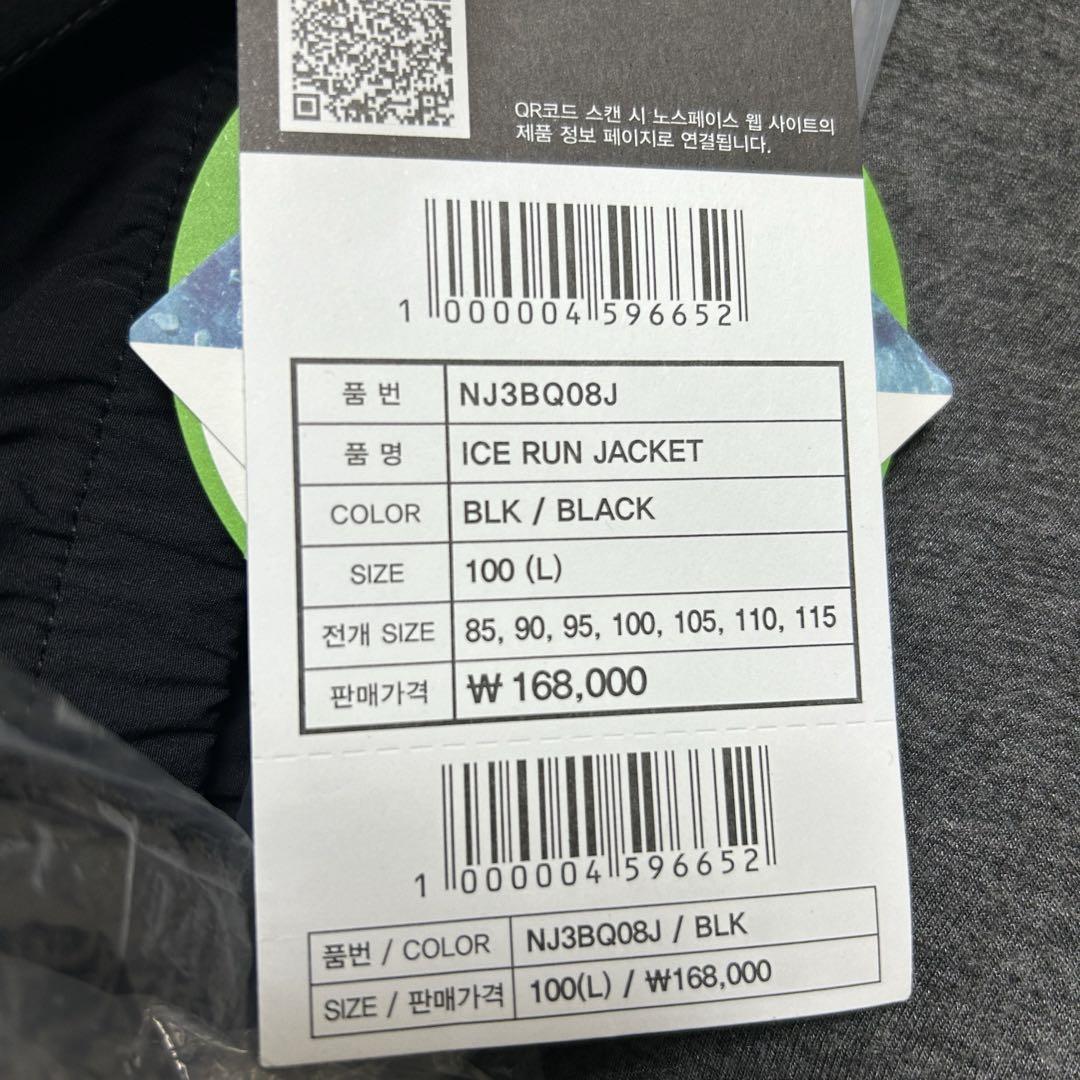 QR코드 스캔 시 노스페이스 웹 사이트의
제품 정보 페이지로 연결됩니다.
1 000004 596652
품 번 NJ3BQ08J
품 명 ICE RUN JACKET
COLOR BLK / BLACK
SIZE 100 (L)
전개 SIZE 85, 90, 95, 100, 105, 110, 115
판매가격 ₩ 168,000
1 000004 596652
품번 / COLOR NJ3BQ08J / BLK
SIZE / 판매가격 100(L) / ₩168,000